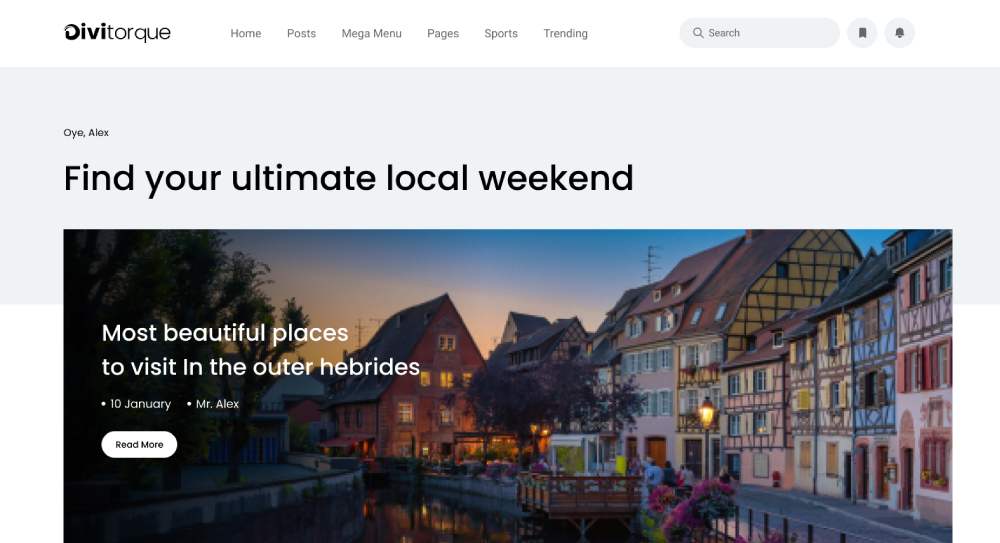 Divitorque
Home Posts Mega Menu Pages Sports Trending
Search
Oye, Alex
Find your ultimate local weekend
Most beautiful places
to visit In the outer hebrides
• 10 January • Mr. Alex
Read More